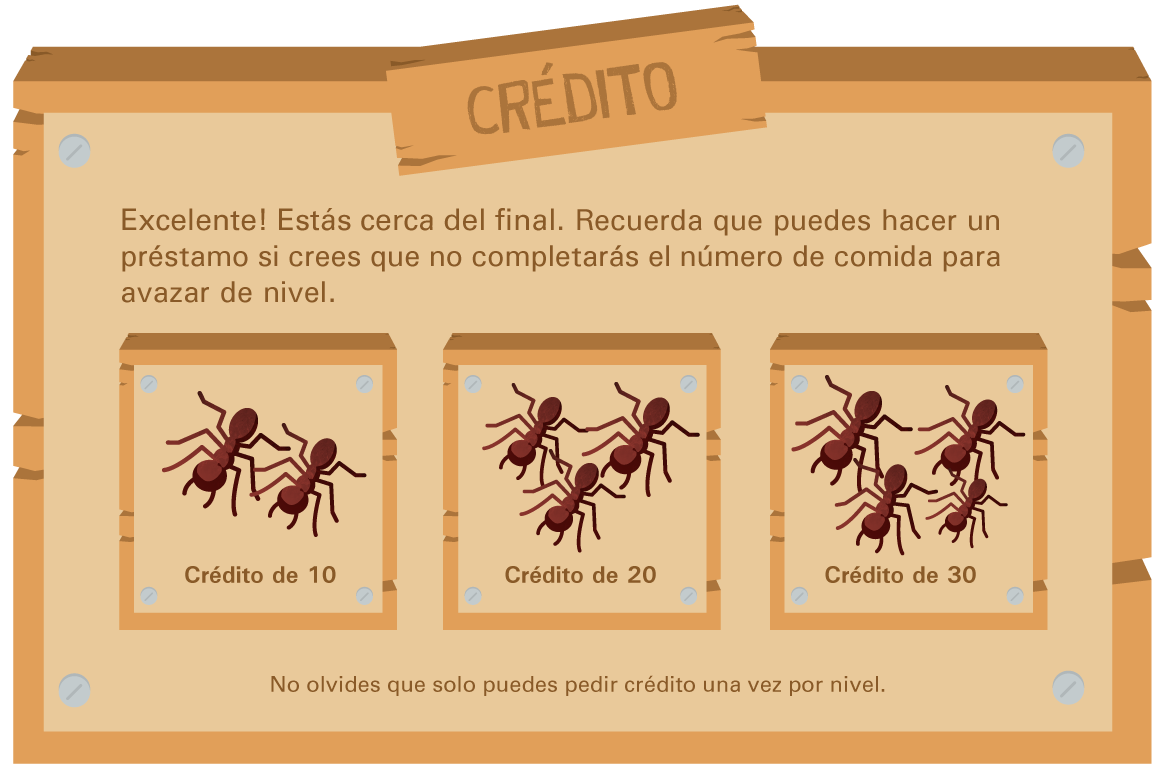 CRÉDITO
Excelente! Estás cerca del final. Recuerda que puedes hacer un
préstamo si crees que no completarás el número de comida para
avazar de nivel.
Crédito de 10
Crédito de 20
Crédito de 30
No olvides que solo puedes pedir crédito una vez por nivel.